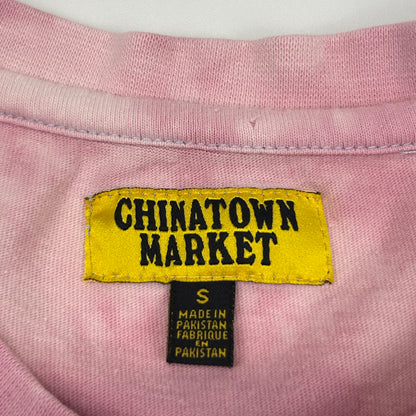 CHINATOWN
MARKET
S
MADE IN
PAKISTAN
FABRIQUE
EN
PAKISTAN